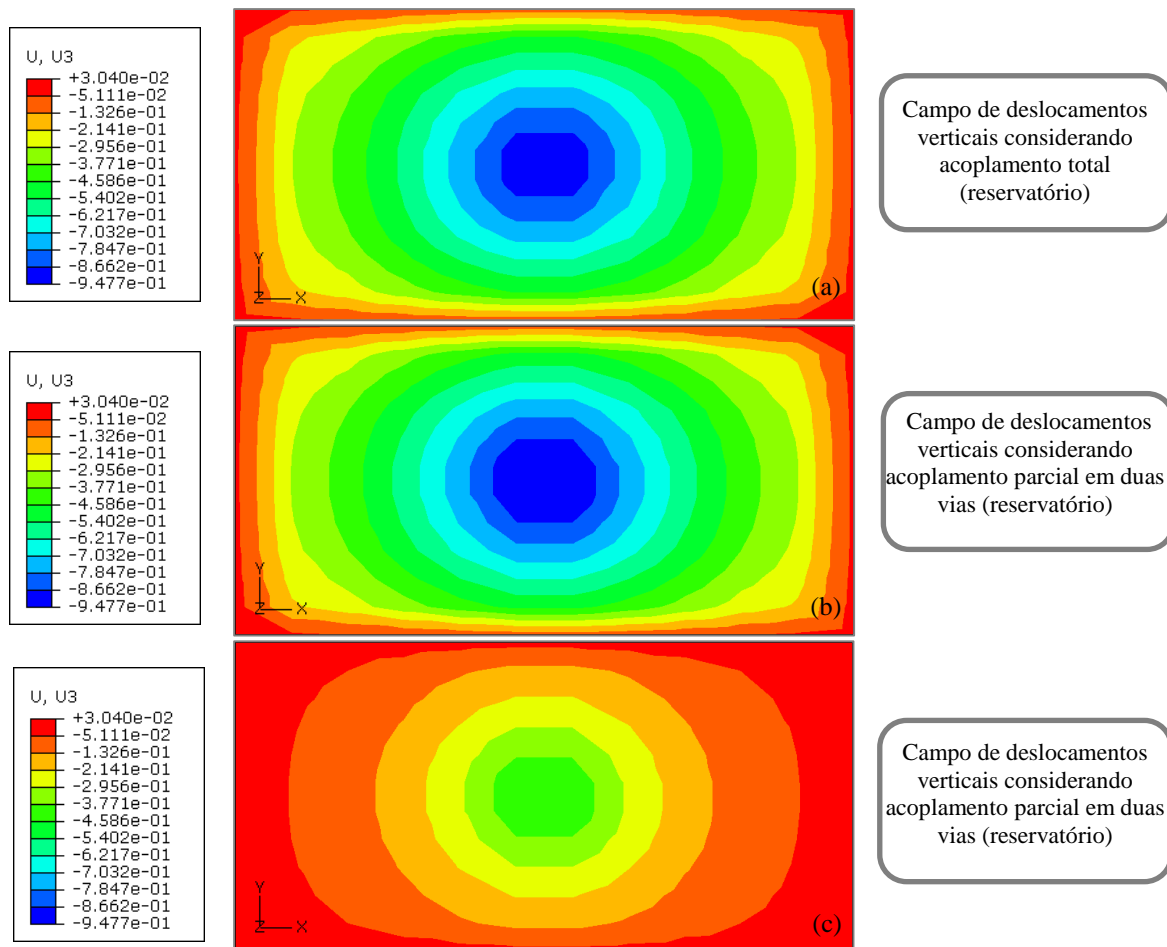 U, U3
+3.040e-02
-5.111e-02
-1.326e-01
-2.141e-01
-2.956e-01
-3.771e-01
-4.586e-01
-5.402e-01
-6.217e-01
-7.032e-01
-7.847e-01
-8.662e-01
-9.477e-01
Y
Z X
(a)
Campo de deslocamentos
verticais considerando
acoplamento total
(reservatório)
U, U3
+3.040e-02
-5.111e-02
-1.326e-01
-2.141e-01
-2.956e-01
-3.771e-01
-4.586e-01
-5.402e-01
-6.217e-01
-7.032e-01
-7.847e-01
-8.662e-01
-9.477e-01
Y
Z X
(b)
Campo de deslocamentos
verticais considerando
acoplamento parcial em duas
vias (reservatório)
U, U3
+3.040e-02
-5.111e-02
-1.326e-01
-2.141e-01
-2.956e-01
-3.771e-01
-4.586e-01
-5.402e-01
-6.217e-01
-7.032e-01
-7.847e-01
-8.662e-01
-9.477e-01
Y
Z X
(c)
Campo de deslocamentos
verticais considerando
acoplamento parcial em duas
vias (reservatório)